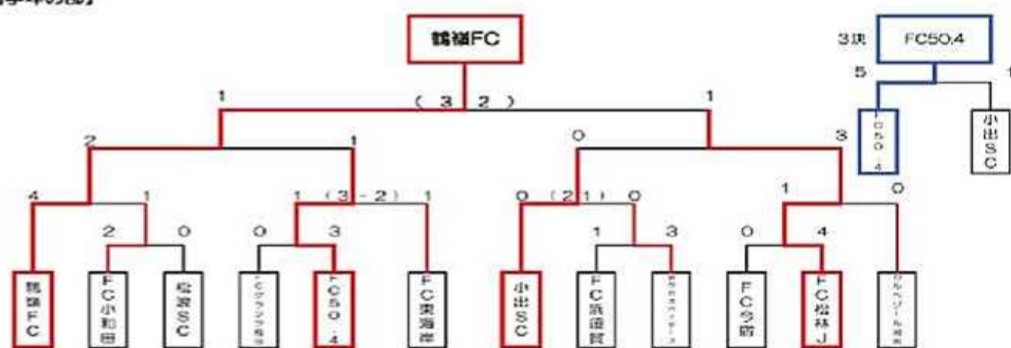 鶴嶺FC
3決 FC50.4
5 1
1 ( 3 2 ) 1
FC50.4
小出SC
2 1 0 3
4 1 1 (3-2) 1 0 (2 1) 0 1 0
2 0 0 3 1 3 0 4
鶴嶺FC
FC小和田
松波SC
FC50.4
FC東海岸
小出SC
FC浜須賀
FC今宿
FC松林J